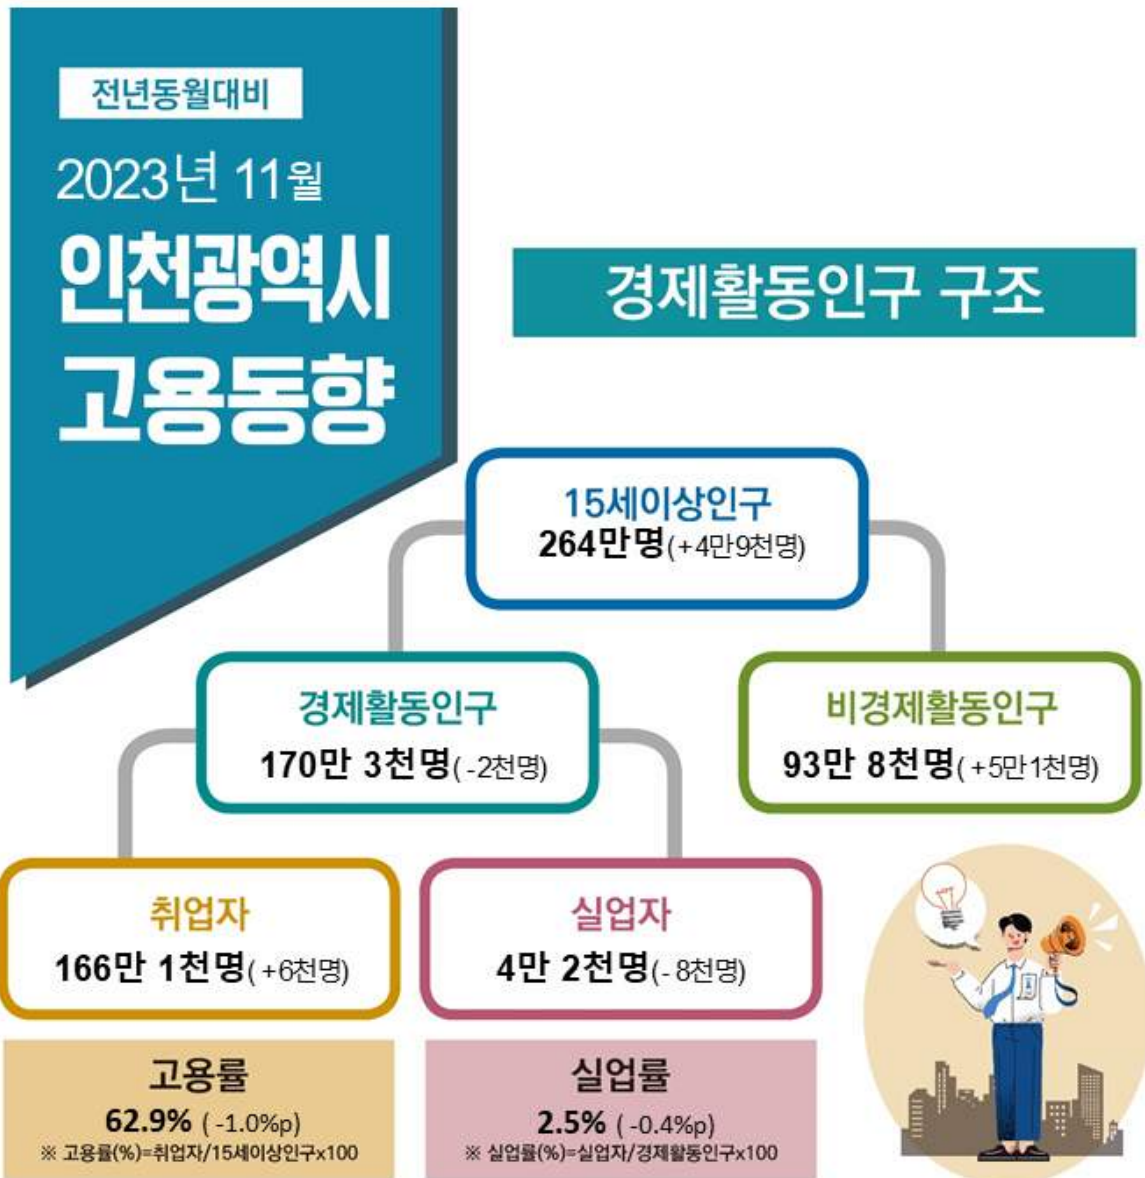 전년동월대비
2023년 11월
인천광역시
고용동향
경제활동인구 구조
15세이상인구
264만명(+4만9천명)
경제활동인구
170만 3천명(-2천명)
비경제활동인구
93만 8천명(+5만1천명)
취업자
166만 1천명(+6천명)
실업자
4만 2천명(- 8천명)
고용률
62.9% ( -1.0%p)
※ 고용률(%)=취업자/15세이상인구x100
실업률
2.5% ( -0.4%p)
※ 실업률(%)=실업자/경제활동인구x100